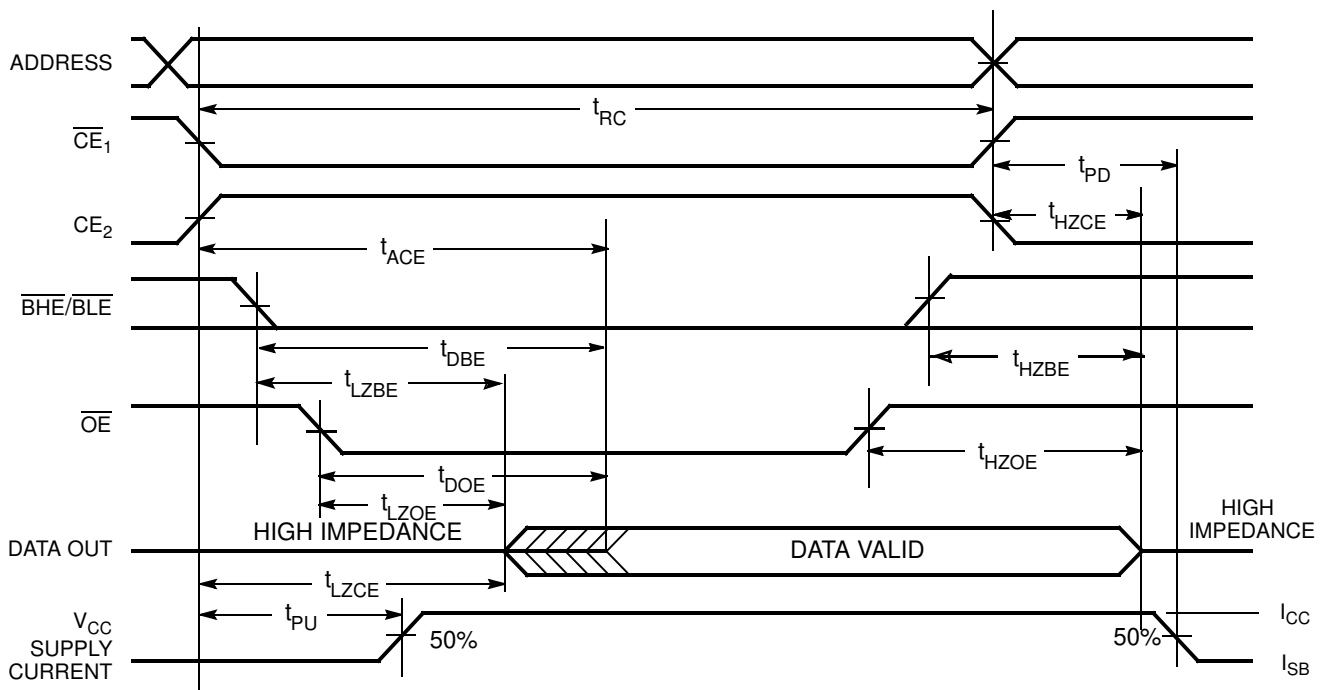 ADDRESS
tRC
CE1
tPD
CE2
tHZCE
tACE
BHE/BLE
tDBE
tHZBE
tLZBE
OE
tHZOE
tDOE
tLZOE
HIGH IMPEDANCE
HIGH
IMPEDANCE
DATA OUT
DATA VALID
tLZCE
tPU
VCC
SUPPLY
CURRENT
50%
50%
ICC
ISB